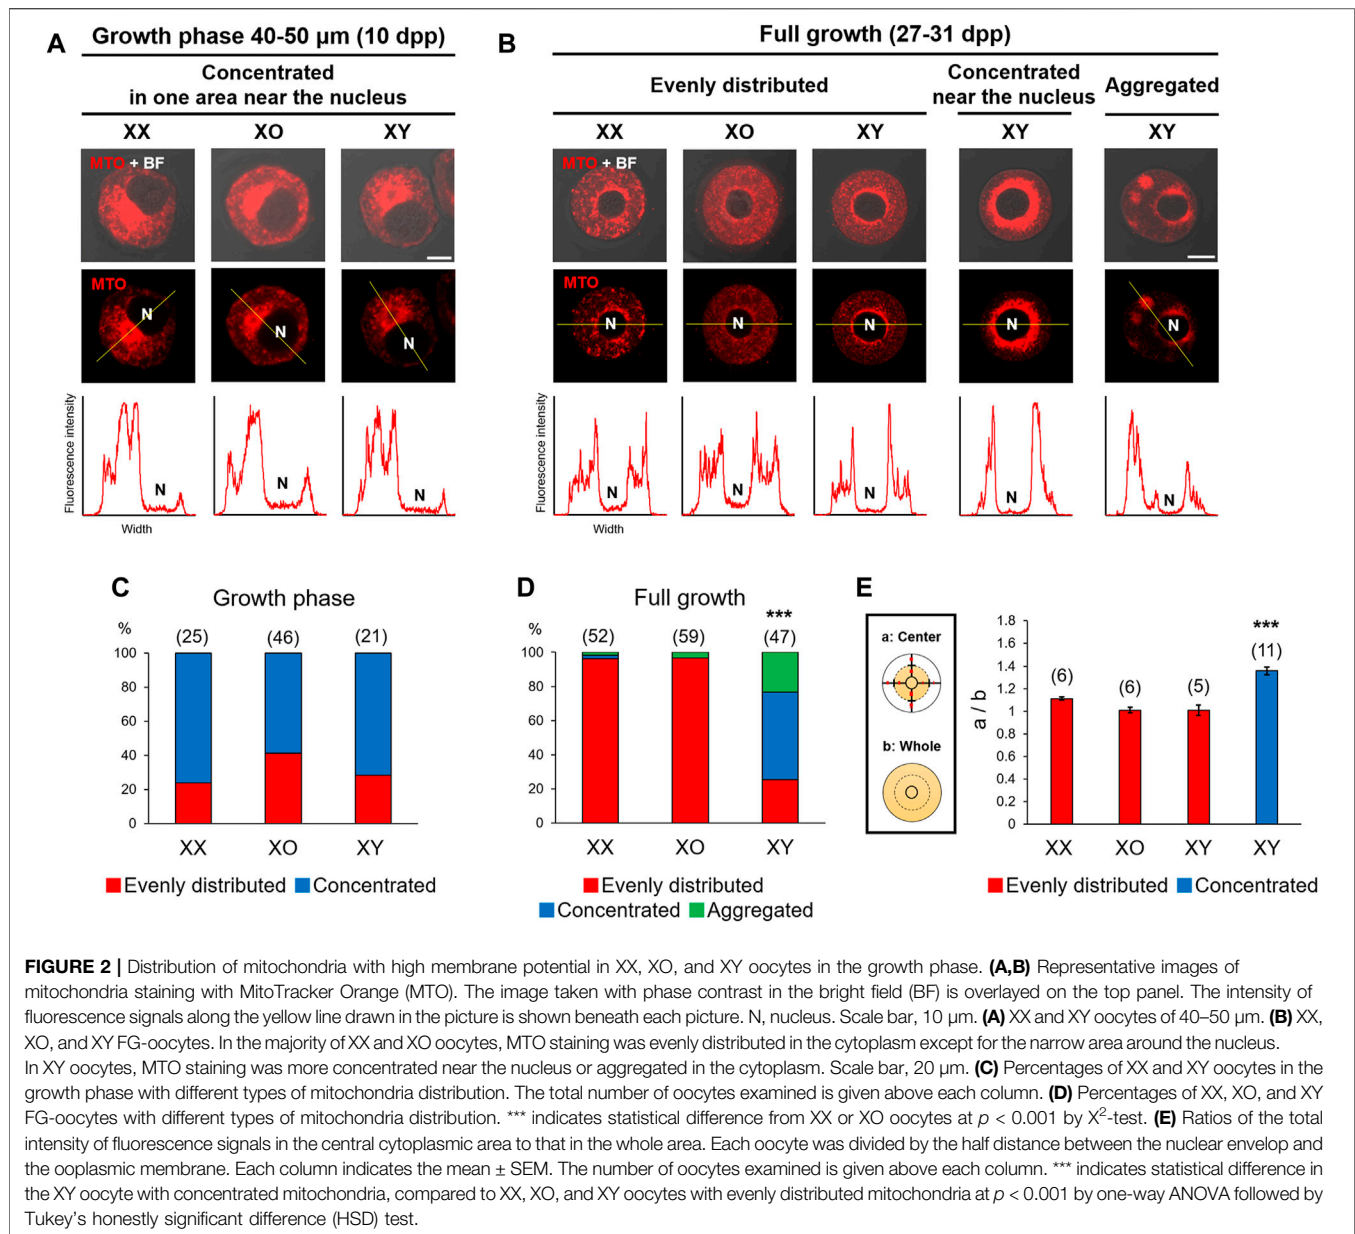 A
Growth phase 40-50 µm (10 dpp)
Concentrated
in one area near the nucleus
XX XO XY
MTO + BF
MTO
N N N
Fluorescence intensity
N N N
Width
B
Full growth (27-31 dpp)
Evenly distributed
Concentrated
near the nucleus
Aggregated
XX XO XY XY XY
MTO + BF
MTO
N N N N N
Fluorescence intensity
N N N N N
Width
C
Growth phase
%
(25) (46) (21)
100
80
60
40
20
0
XX XO XY
Evenly distributed Concentrated
D
Full growth
***
%
(52) (59) (47)
100
80
60
40
20
0
XX XO XY
Evenly distributed
Concentrated Aggregated
E
a: Center
b: Whole
a / b
1.8
1.6
1.4
1.2
1
0.8
0.6
0.4
0.2
0
***
(6) (6) (5) (11)
XX XO XY XY
Evenly distributed Concentrated
FIGURE 2 | Distribution of mitochondria with high membrane potential in XX, XO, and XY oocytes in the growth phase. (A,B) Representative images of
mitochondria staining with MitoTracker Orange (MTO). The image taken with phase contrast in the bright field (BF) is overlayed on the top panel. The intensity of
fluorescence signals along the yellow line drawn in the picture is shown beneath each picture. N, nucleus. Scale bar, 10 µm. (A) XX and XY oocytes of 40–50 µm. (B) XX,
XO, and XY FG-oocytes. In the majority of XX and XO oocytes, MTO staining was evenly distributed in the cytoplasm except for the narrow area around the nucleus.
In XY oocytes, MTO staining was more concentrated near the nucleus or aggregated in the cytoplasm. Scale bar, 20 µm. (C) Percentages of XX and XY oocytes in the
growth phase with different types of mitochondria distribution. The total number of oocytes examined is given above each column. (D) Percentages of XX, XO, and XY
FG-oocytes with different types of mitochondria distribution. *** indicates statistical difference from XX or XO oocytes at p < 0.001 by X²-test. (E) Ratios of the total
intensity of fluorescence signals in the central cytoplasmic area to that in the whole area. Each oocyte was divided by the half distance between the nuclear envelop and
the ooplasmic membrane. Each column indicates the mean ± SEM. The number of oocytes examined is given above each column. *** indicates statistical difference in
the XY oocyte with concentrated mitochondria, compared to XX, XO, and XY oocytes with evenly distributed mitochondria at p < 0.001 by one-way ANOVA followed by
Tukey's honestly significant difference (HSD) test.